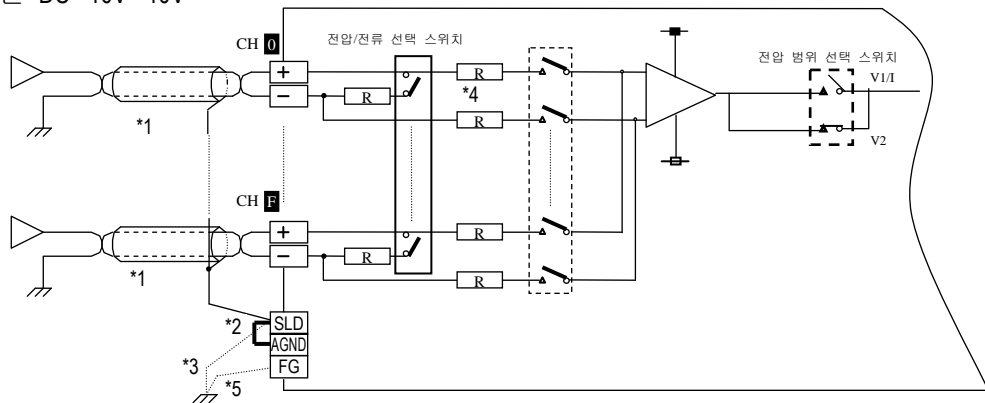 DC -10V ~10V
CH 0
전압/전류 선택 스위치
전압 범위 선택 스위치
V1/I
+
R
*4
−
R
*1
R
V2
CH F
+
R
−
R
*1
R
*2
SLD
AGND
*3
FG
*5